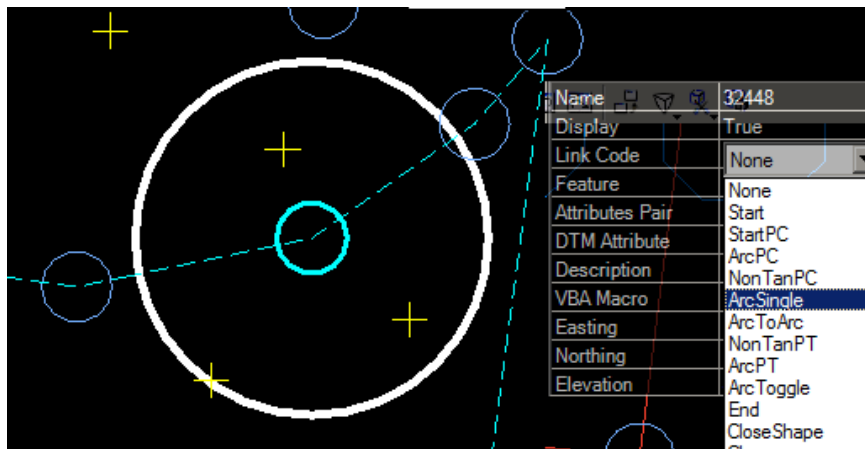 Name 32448
Display True
Link Code None
Feature
Attributes Pair
DTM Attribute
Description
VBA Macro
Easting
Northing
Elevation
None
Start
StartPC
ArcPC
NonTanPC
ArcSingle
ArcToArc
NonTanPT
ArcPT
ArcToggle
End
CloseShape